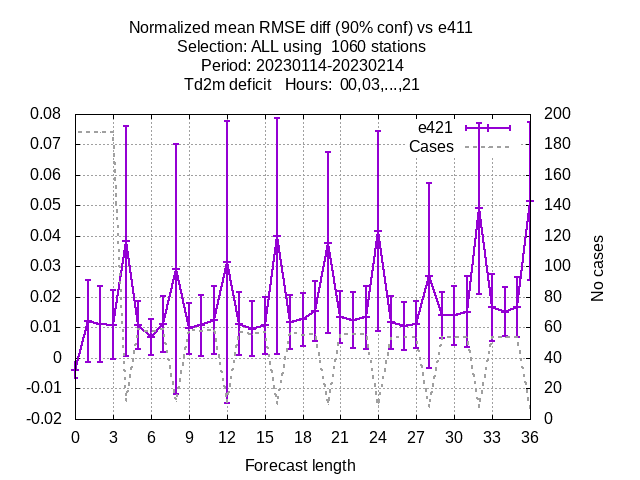 Normalized mean RMSE diff (90% conf) vs e411
Selection: ALL using  1060 stations
Period: 20230114-20230214
Td2m deficit   Hours:  00,03,...,21
0.08
0.07
0.06
0.05
0.04
0.03
0.02
0.01
0
-0.01
-0.02
e421
Cases
200
180
160
140
120
100
80
60
40
20
0
No cases
0 3 6 9 12 15 18 21 24 27 30 33 36
Forecast length